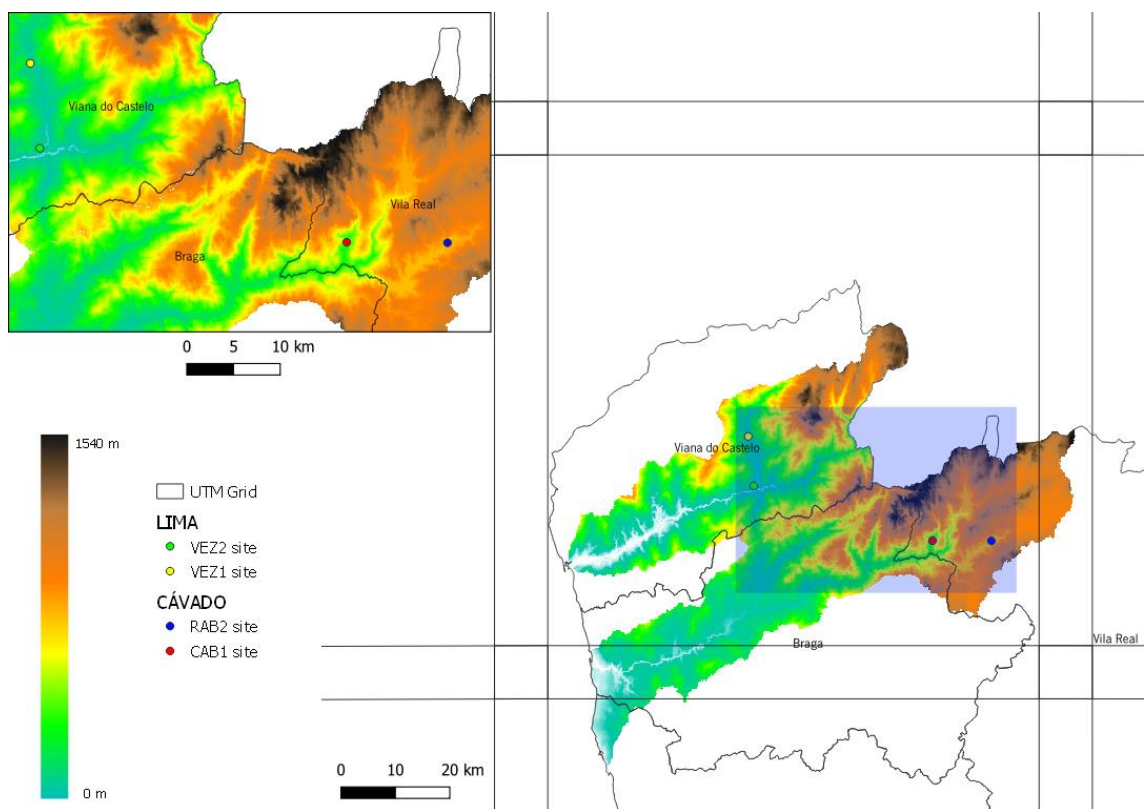 Viana do Castelo
Vila Real
Braga
0 5 10 km
1540 m
UTM Grid
LIMA
VEZ2 site
VEZ1 site
CÁVADO
RAB2 site
CAB1 site
0 m
0 10 20 km
Viana do Castelo
Braga
Vila Real